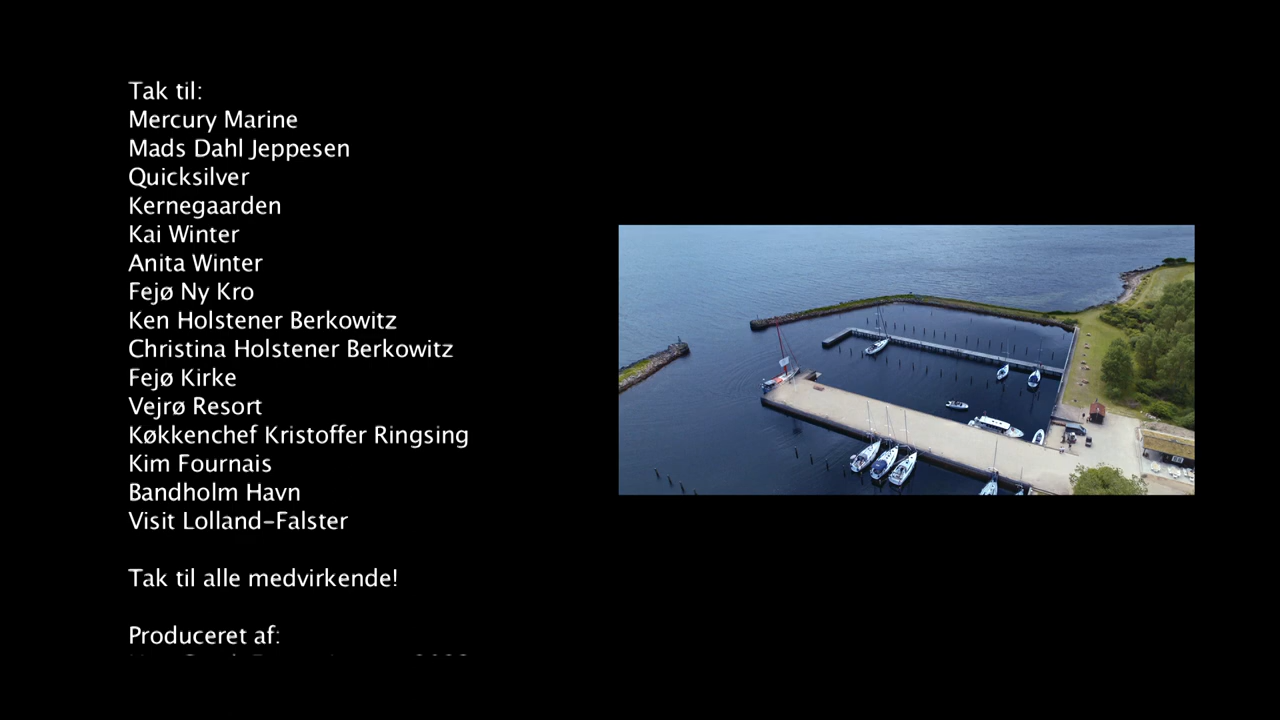 Tak til:
Mercury Marine
Mads Dahl Jeppesen
Quicksilver
Kernegaarden
Kai Winter
Anita Winter
Fejø Ny Kro
Ken Holstener Berkowitz
Christina Holstener Berkowitz
Fejø Kirke
Vejrø Resort
Køkkenchef Kristoffer Ringsing
Kim Fournais
Bandholm Havn
Visit Lolland-Falster
Tak til alle medvirkende!
Produceret af: